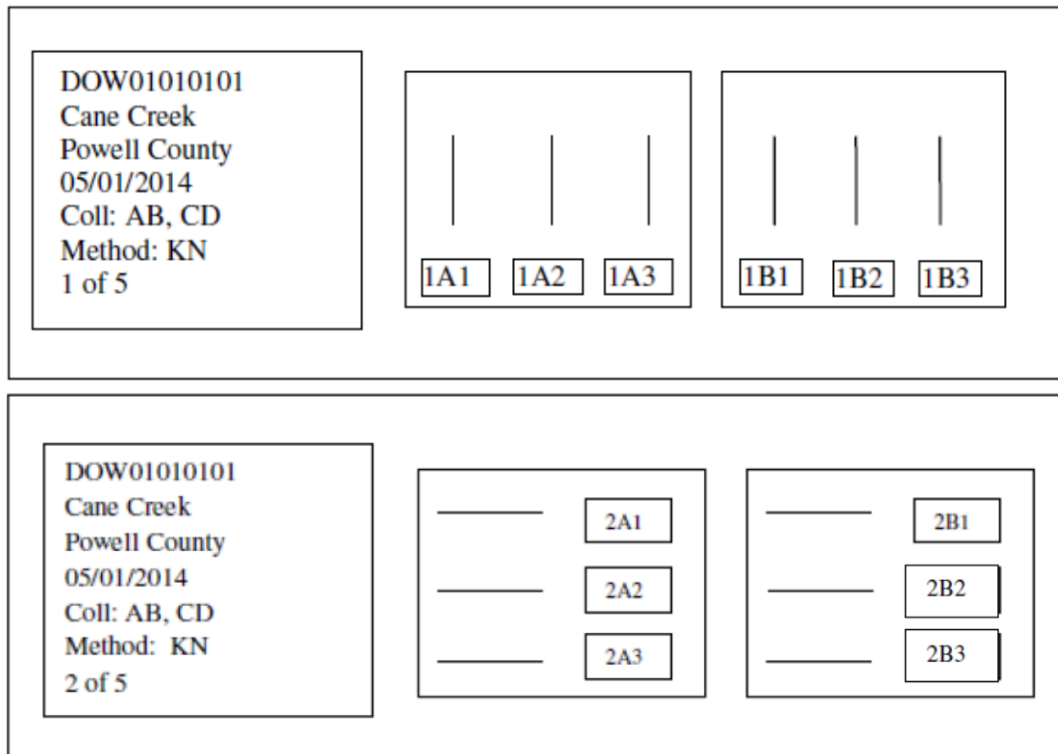 DOW01010101
Cane Creek
Powell County
05/01/2014
Coll: AB, CD
Method: KN
1 of 5
1A1 1A2 1A3 1B1 1B2 1B3
DOW01010101
Cane Creek
Powell County
05/01/2014
Coll: AB, CD
Method: KN
2 of 5
2A1
2A2
2A3
2B1
2B2
2B3